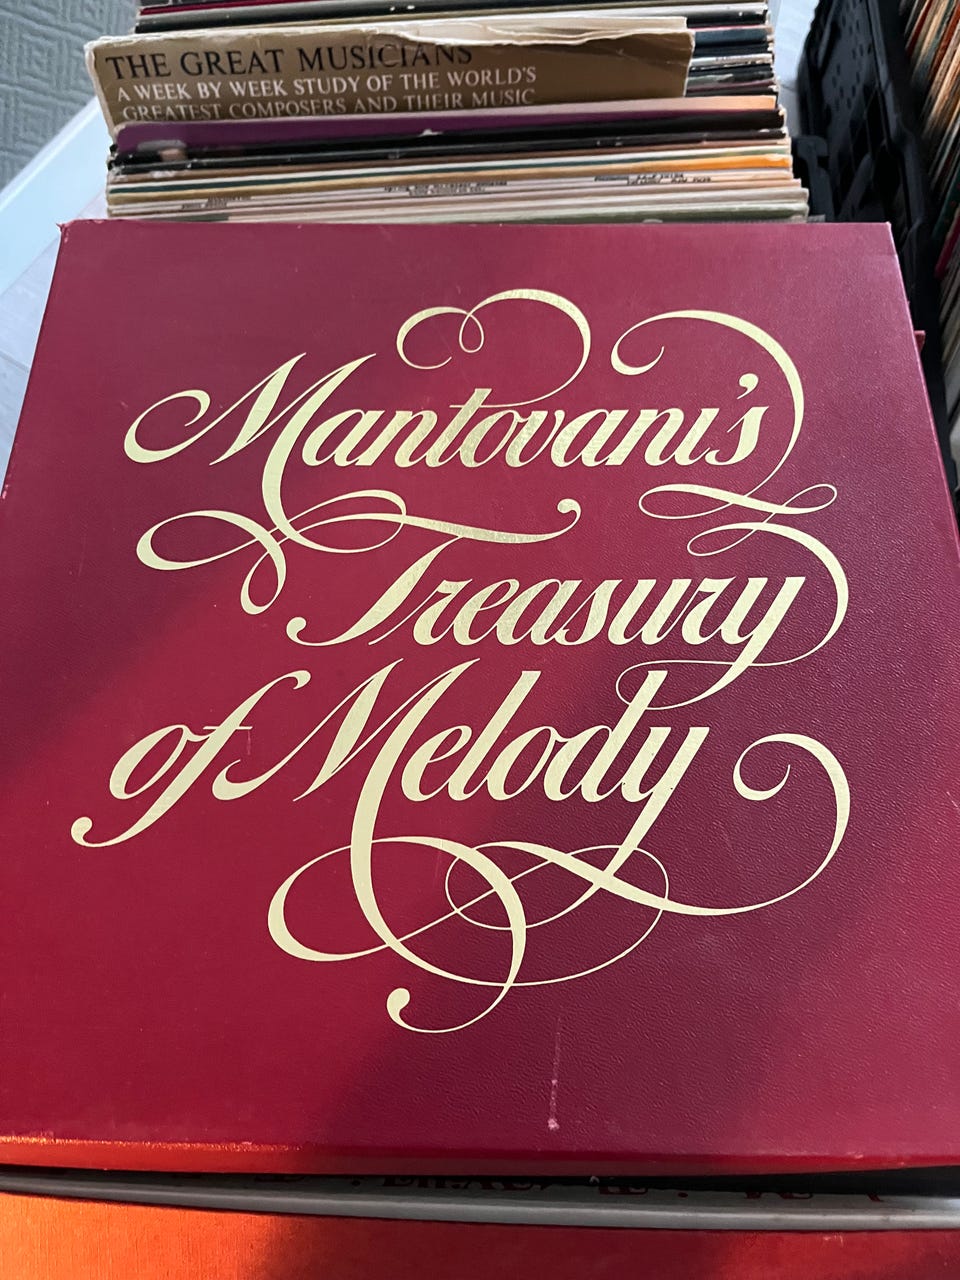 THE GREAT MUSICIANS
A WEEK BY WEEK STUDY OF THE WORLD'S
GREATEST COMPOSERS AND THEIR MUSIC
Mantovani's
Treasury
of Melody